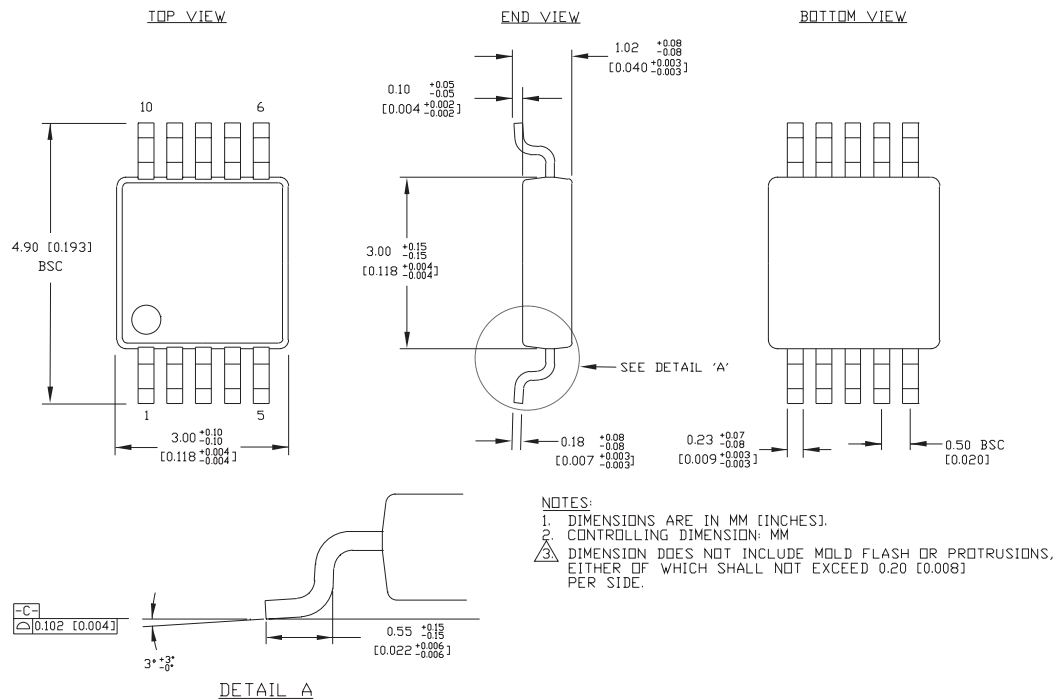 TOP VIEW
END VIEW
BOTTOM VIEW
1.02 +0.08 -0.08
[0.040 +0.003 -0.003]
0.10 +0.05 -0.05
[0.004 +0.002 -0.002]
10
6
4.90 [0.193]
BSC
3.00 +0.15 -0.15
[0.118 +0.004 -0.004]
SEE DETAIL 'A'
1
5
3.00 +0.10 -0.10
[0.118 +0.004 -0.004]
0.18 +0.08 -0.08
[0.007 +0.003 -0.003]
0.23 +0.07 -0.08
[0.009 +0.003 -0.003]
0.50 BSC
[0.020]
NOTES:
1. DIMENSIONS ARE IN MM [INCHES].
2. CONTROLLING DIMENSION: MM
3. DIMENSION DOES NOT INCLUDE MOLD FLASH OR PROTRUSIONS,
EITHER OF WHICH SHALL NOT EXCEED 0.20 [0.008]
PER SIDE.
-C-
⌓ 0.102 [0.004]
3° +3° -0°
0.55 +0.15 -0.15
[0.022 +0.006 -0.006]
DETAIL A